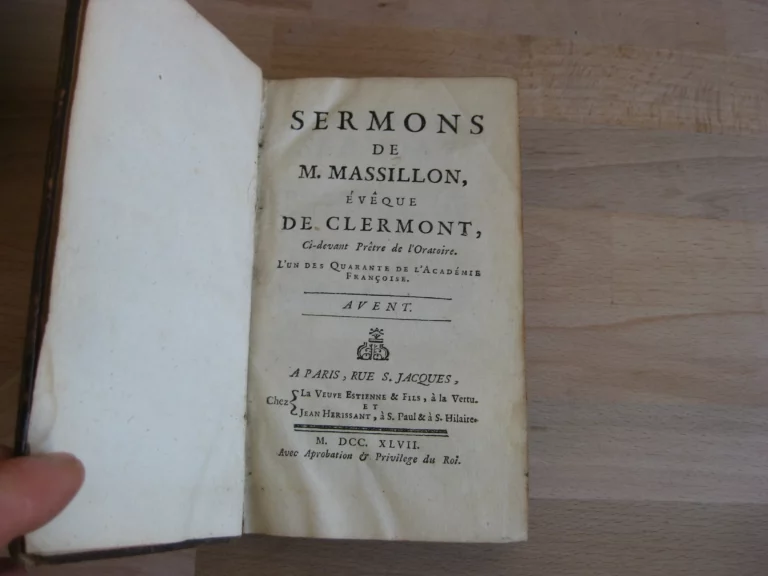 SERMONS
DE
M. MASSILLON,
ÉVÊQUE
DE CLERMONT,
Ci-devant Prêtre de l'Oratoire.
L'UN DES QUARANTE DE L'ACADÉMIE
FRANÇOISE.
AVENT.
A PARIS, RUE S. JACQUES,
Chez { LA VEUVE ESTIENNE & FILS, à la Vertu.
ET
JEAN HERISSANT, à S. Paul & à S. Hilaire.
M. DCC. XLVII.
Avec Aprobation & Privilege du Roi.